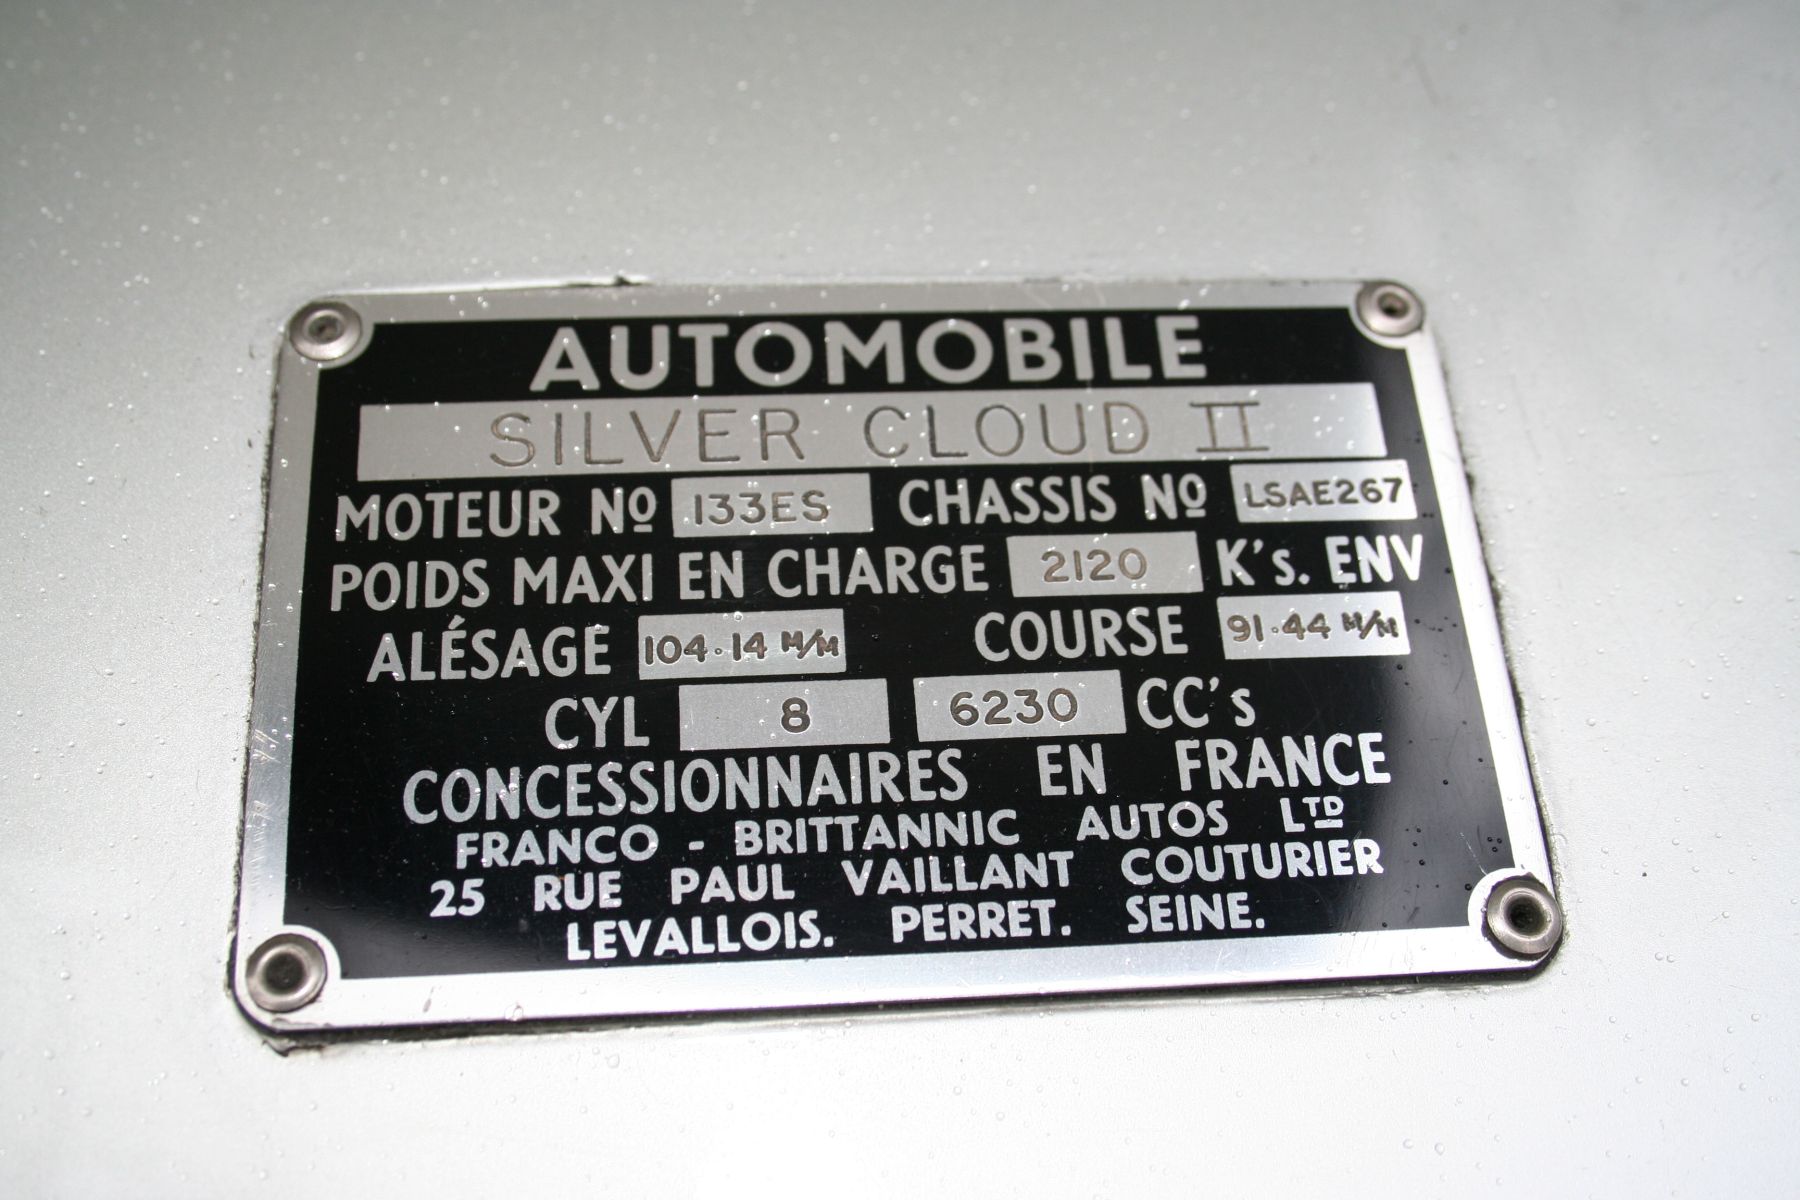 AUTOMOBILE
SILVER CLOUD II
MOTEUR Nº 133ES CHASSIS Nº LSAE267
POIDS MAXI EN CHARGE 2120 K's. ENV
ALÉSAGE 104·14 M/M COURSE 91·44 M/M
CYL 8 6230 CC's
CONCESSIONNAIRES EN FRANCE
FRANCO - BRITTANNIC AUTOS LTD
25 RUE PAUL VAILLANT COUTURIER
LEVALLOIS. PERRET. SEINE.